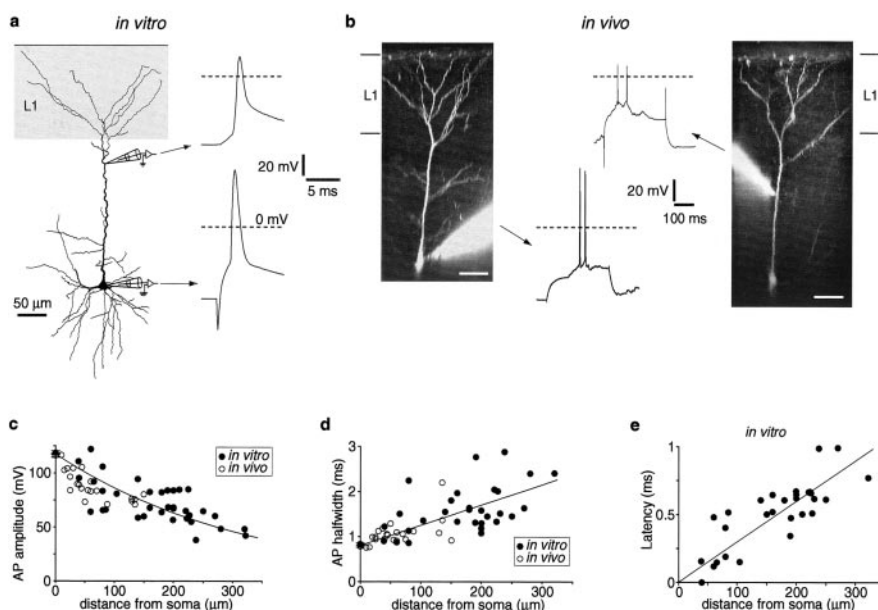 a in vitro
L1
20 mV
5 ms
0 mV
50 µm
b in vivo
L1
20 mV
100 ms
L1
c
AP amplitude (mV)
100
75
50
25
0
0 100 200 300
distance from soma (µm)
in vitro
in vivo
d
AP halfwidth (ms)
3
2
1
0
0 100 200 300
distance from soma (µm)
in vitro
in vivo
e in vitro
Latency (ms)
1
0.5
0
0 100 200 300
distance from soma (µm)